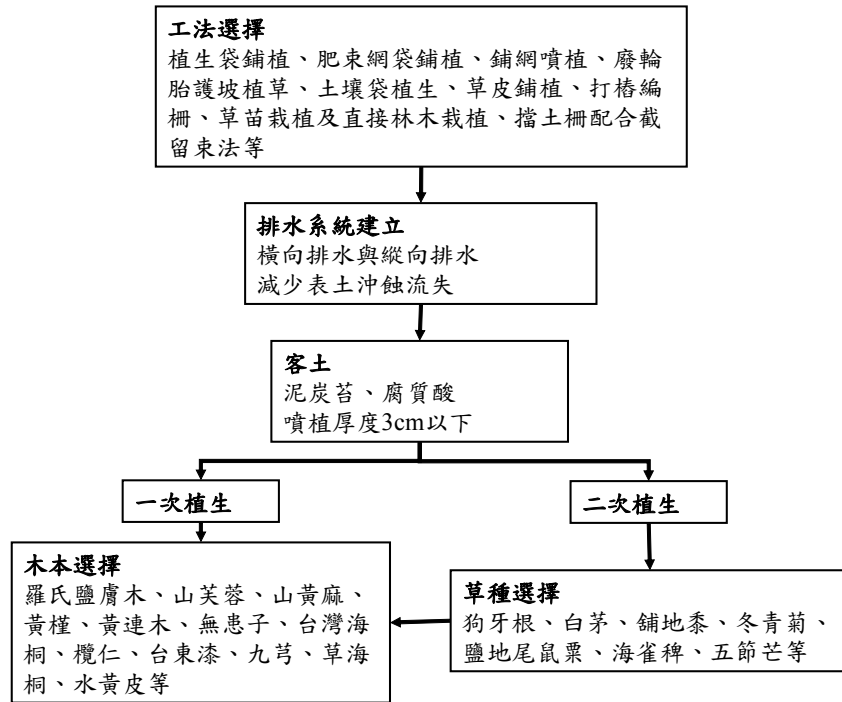 工法選擇
植生袋鋪植、肥束網袋鋪植、鋪網噴植、廢輪
胎護坡植草、土壤袋植生、草皮鋪植、打樁編
柵、草苗栽植及直接林木栽植、擋土柵配合截
留束法等
排水系統建立
橫向排水與縱向排水
減少表土沖蝕流失
客土
泥炭苔、腐質酸
噴植厚度3cm以下
一次植生
二次植生
木本選擇
羅氏鹽膚木、山芙蓉、山黃麻、
黃槿、黃連木、無患子、台灣海
桐、欖仁、台東漆、九芎、草海
桐、水黃皮等
草種選擇
狗牙根、白茅、舖地黍、冬青菊、
鹽地尾鼠粟、海雀稗、五節芒等